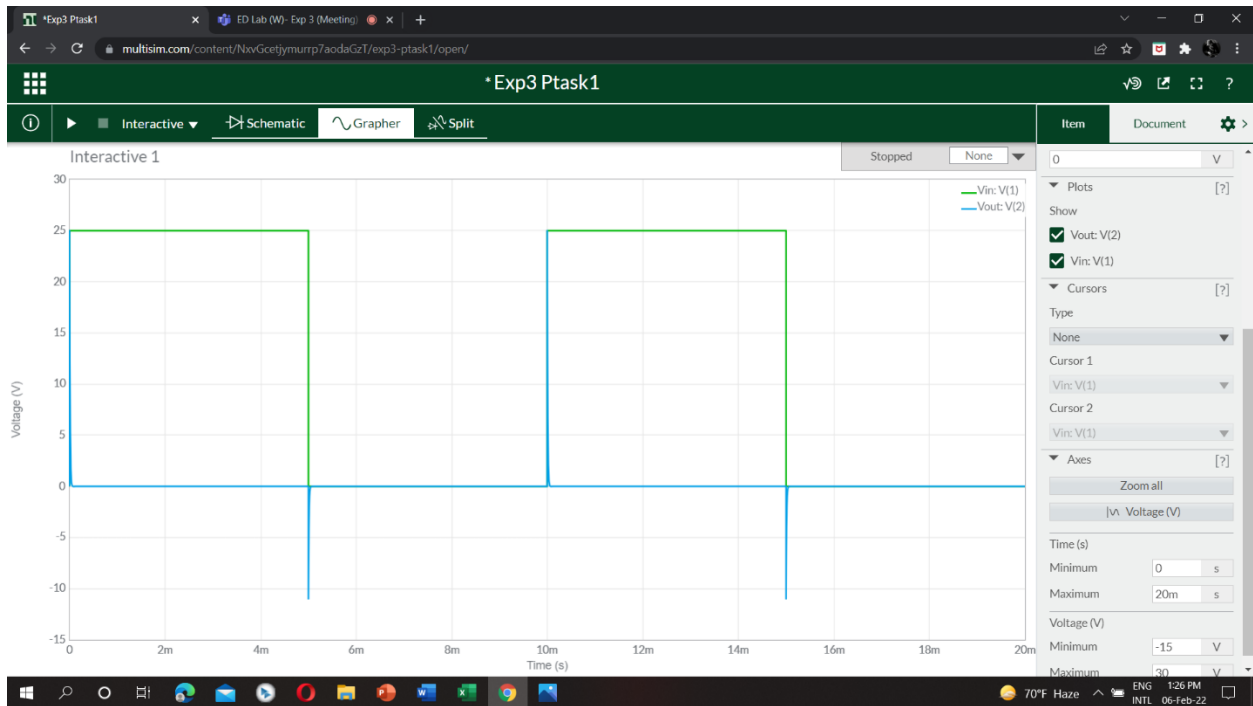 *Exp3 Ptask1
ED Lab (W)- Exp 3 (Meeting)
multisim.com/content/NxvGcetjymurrp7aodaGzT/exp3-ptask1/open/
*Exp3 Ptask1
Interactive
Schematic
Grapher
Split
Item
Document
Interactive 1
Stopped
None
Vin: V(1)
Vout: V(2)
30
25
20
15
10
5
0
-5
-10
-15
Voltage (V)
0 2m 4m 6m 8m 10m 12m 14m 16m 18m 20m
Time (s)
0 V
Plots [?]
Show
Vout: V(2)
Vin: V(1)
Cursors [?]
Type
None
Cursor 1
Vin: V(1)
Cursor 2
Vin: V(1)
Axes [?]
Zoom all
Voltage (V)
Time (s)
Minimum 0 s
Maximum 20m s
Voltage (V)
Minimum -15 V
Maximum 30 V
70°F Haze
ENG
INTL
1:26 PM
06-Feb-22